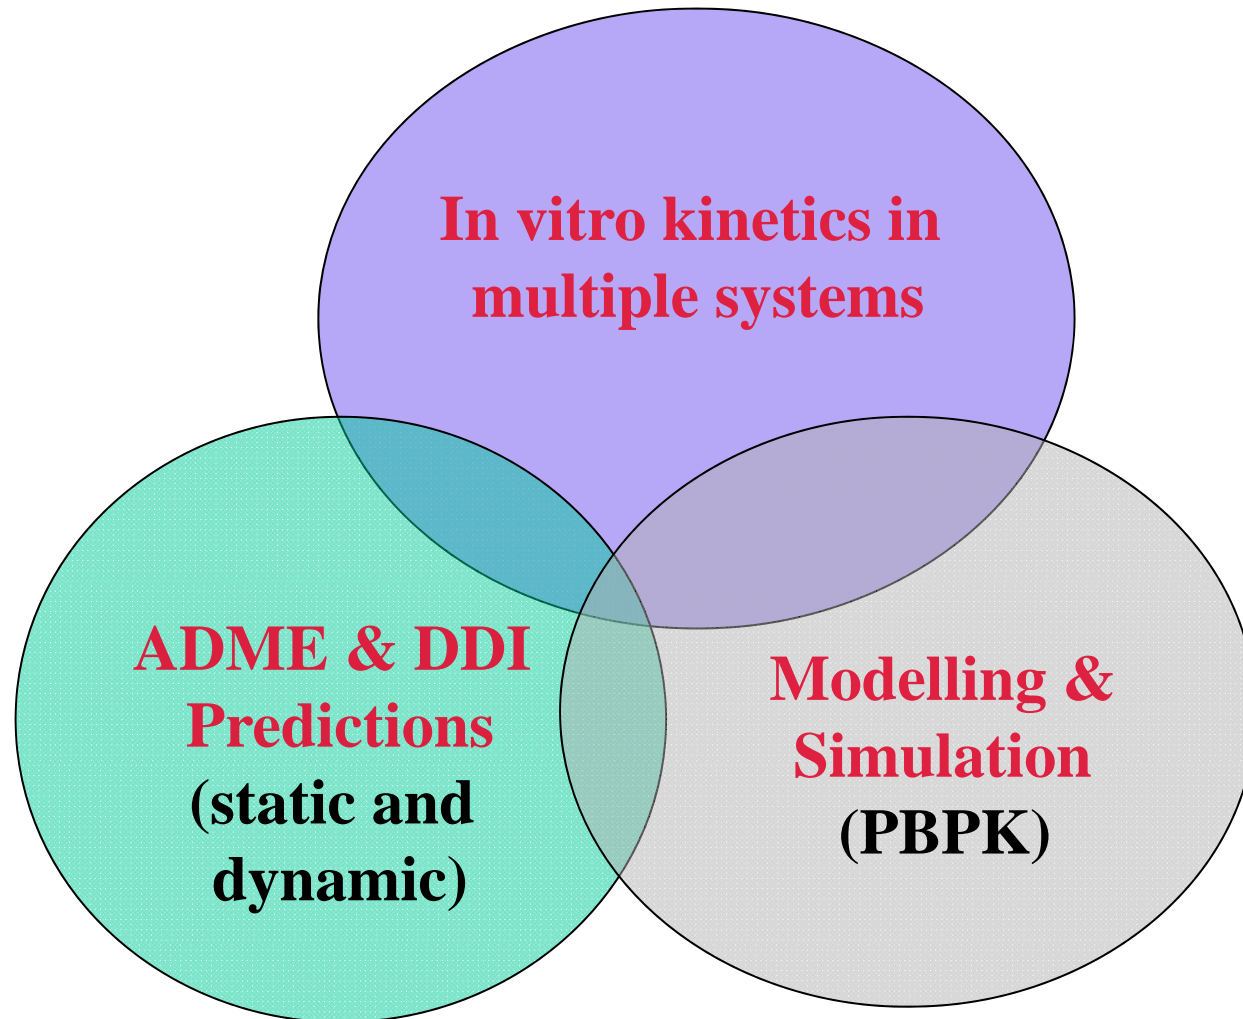 In vitro kinetics in
multiple systems
ADME & DDI
Predictions
(static and
dynamic)
Modelling &
Simulation
(PBPK)